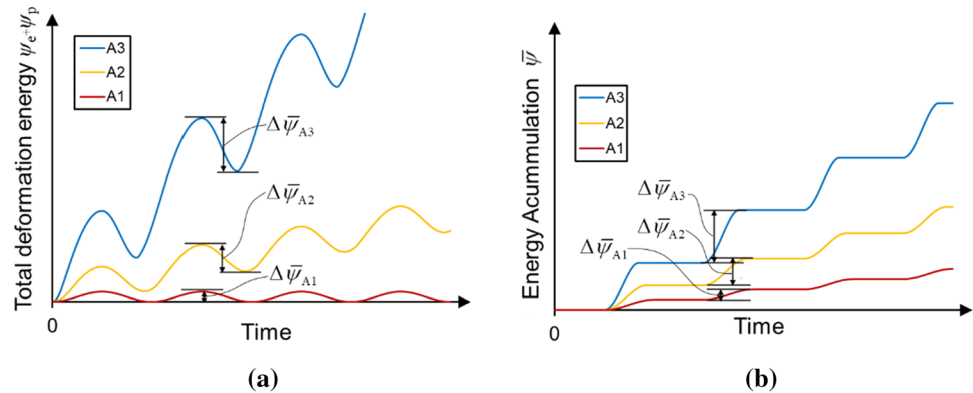 Total deformation energy ψe+ψp
A3
A2
A1
Δψ̄A3
Δψ̄A2
Δψ̄A1
0
Time
(a)
Energy Acumulation ψ̄
A3
A2
A1
Δψ̄A3
Δψ̄A2
Δψ̄A1
0
Time
(b)